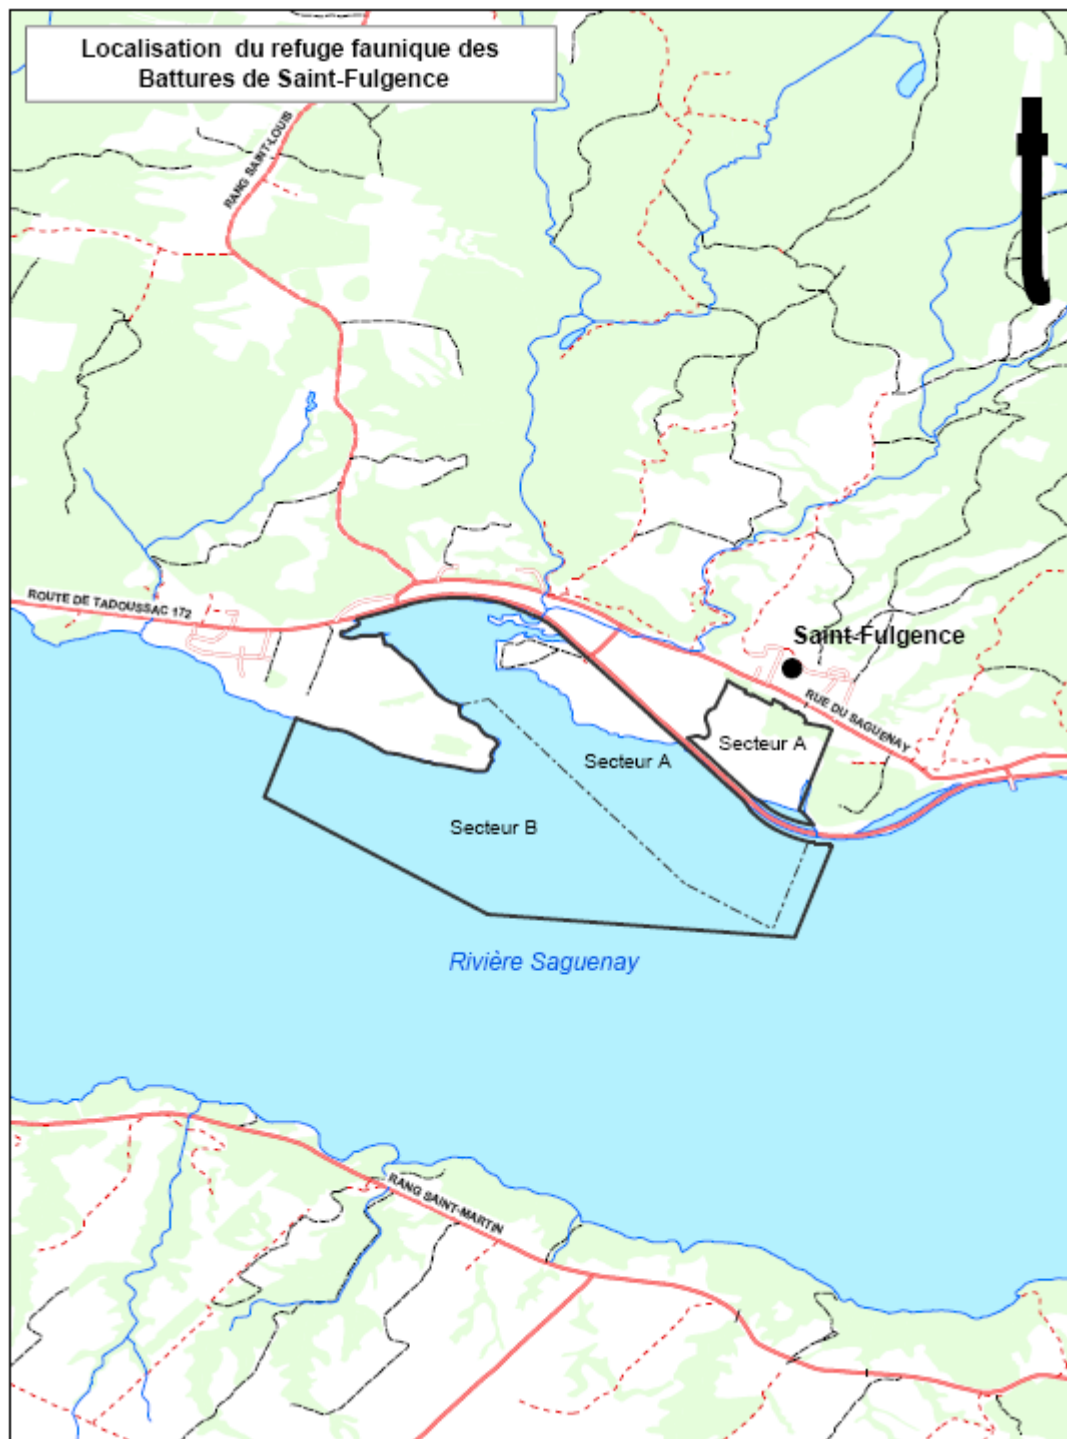 Localisation du refuge faunique des
Battures de Saint-Fulgence
RANG SAINT-LOUIS
ROUTE DE TADOUSSAC 172
Saint-Fulgence
RUE DU SAGUENAY
Secteur A
Secteur A
Secteur B
Rivière Saguenay
RANG SAINT-MARTIN